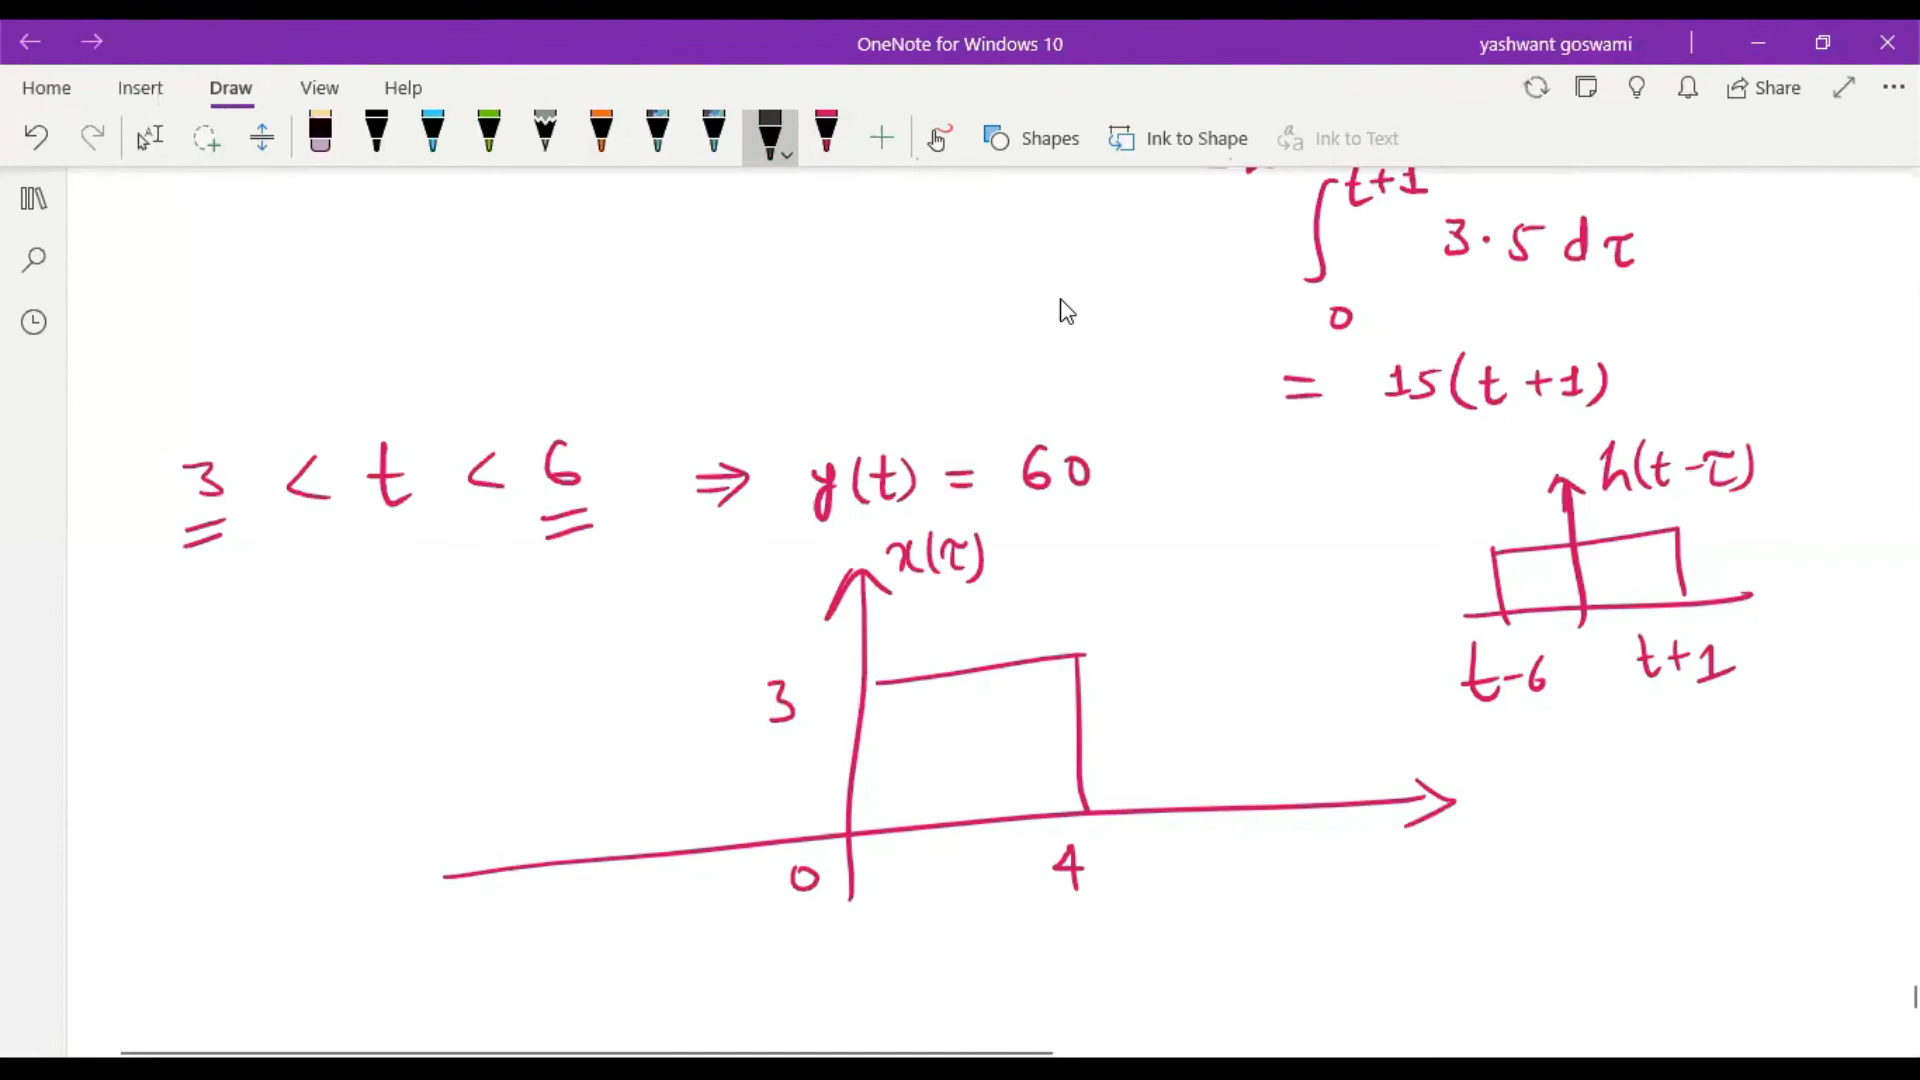 OneNote for Windows 10
yashwant goswami
Home Insert Draw View Help
Share
Shapes Ink to Shape Ink to Text
∫ t+1 3·5 dτ
0
= 15(t+1)
3 < t < 6 ⇒ y(t) = 60
h(t-τ)
x(τ)
t-6 t+1
3
0 4